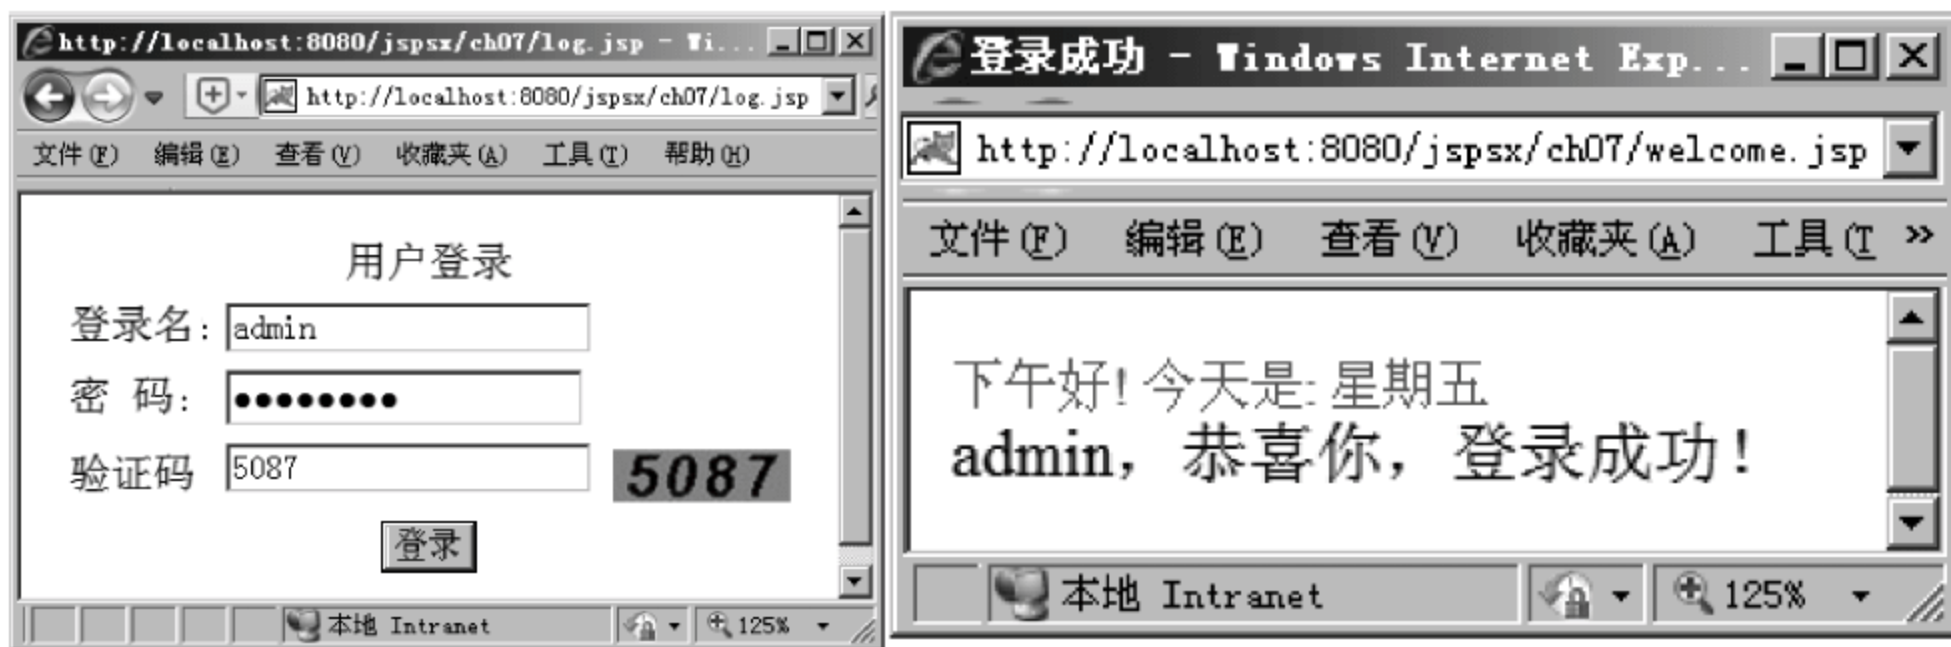 http://localhost:8080/jspsx/ch07/log.jsp - Wi...
http://localhost:8080/jspsx/ch07/log.jsp
文件(F) 编辑(E) 查看(V) 收藏夹(A) 工具(T) 帮助(H)
用户登录
登录名: admin
密 码: ●●●●●●●●
验证码 5087 5087
登录
本地 Intranet 125%
登录成功 - Windows Internet Exp...
http://localhost:8080/jspsx/ch07/welcome.jsp
文件(F) 编辑(E) 查看(V) 收藏夹(A) 工具(T »
下午好! 今天是: 星期五
admin, 恭喜你, 登录成功!
本地 Intranet 125%